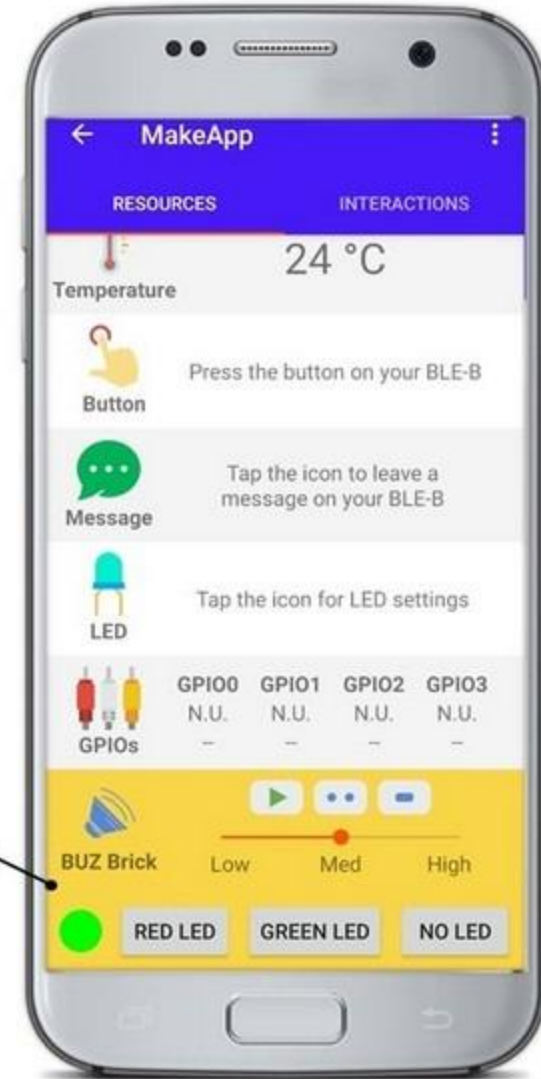 MakeApp
RESOURCES INTERACTIONS
24 °C
Temperature
Press the button on your BLE-B
Button
Tap the icon to leave a
message on your BLE-B
Message
Tap the icon for LED settings
LED
GPIO0 GPIO1 GPIO2 GPIO3
N.U. N.U. N.U. N.U.
GPIOs -- -- -- --
BUZ Brick
Low Med High
RED LED GREEN LED NO LED